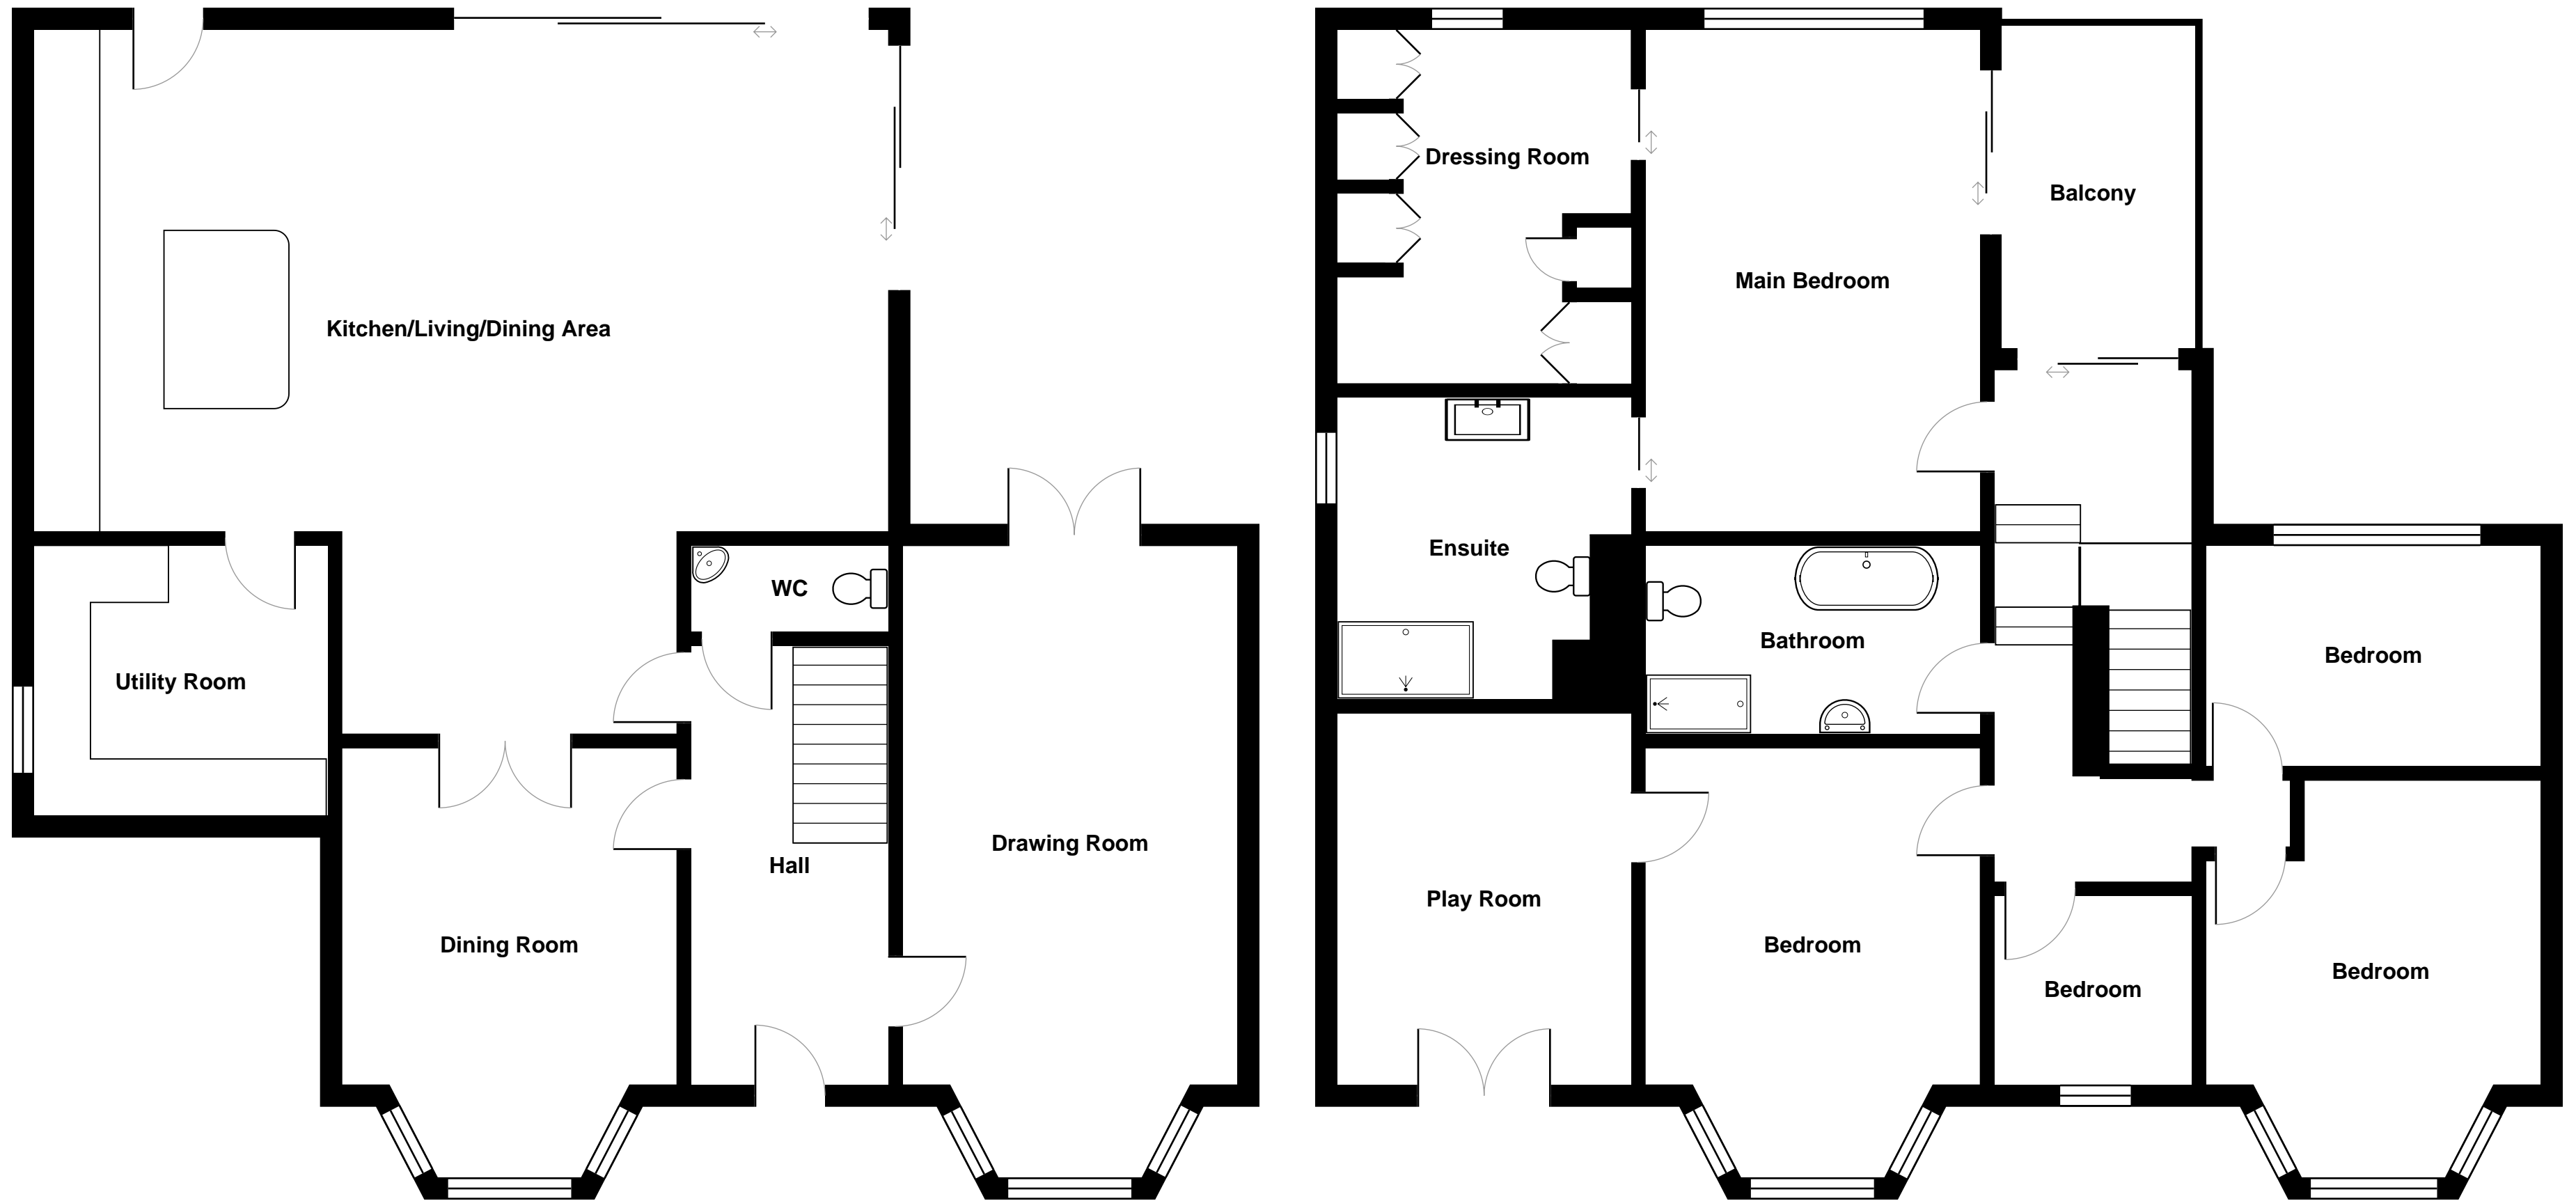 Kitchen/Living/Dining Area
WC
Utility Room
Drawing Room
Hall
Dining Room
Dressing Room
Balcony
Main Bedroom
Ensuite
Bathroom
Bedroom
Play Room
Bedroom
Bedroom
Bedroom